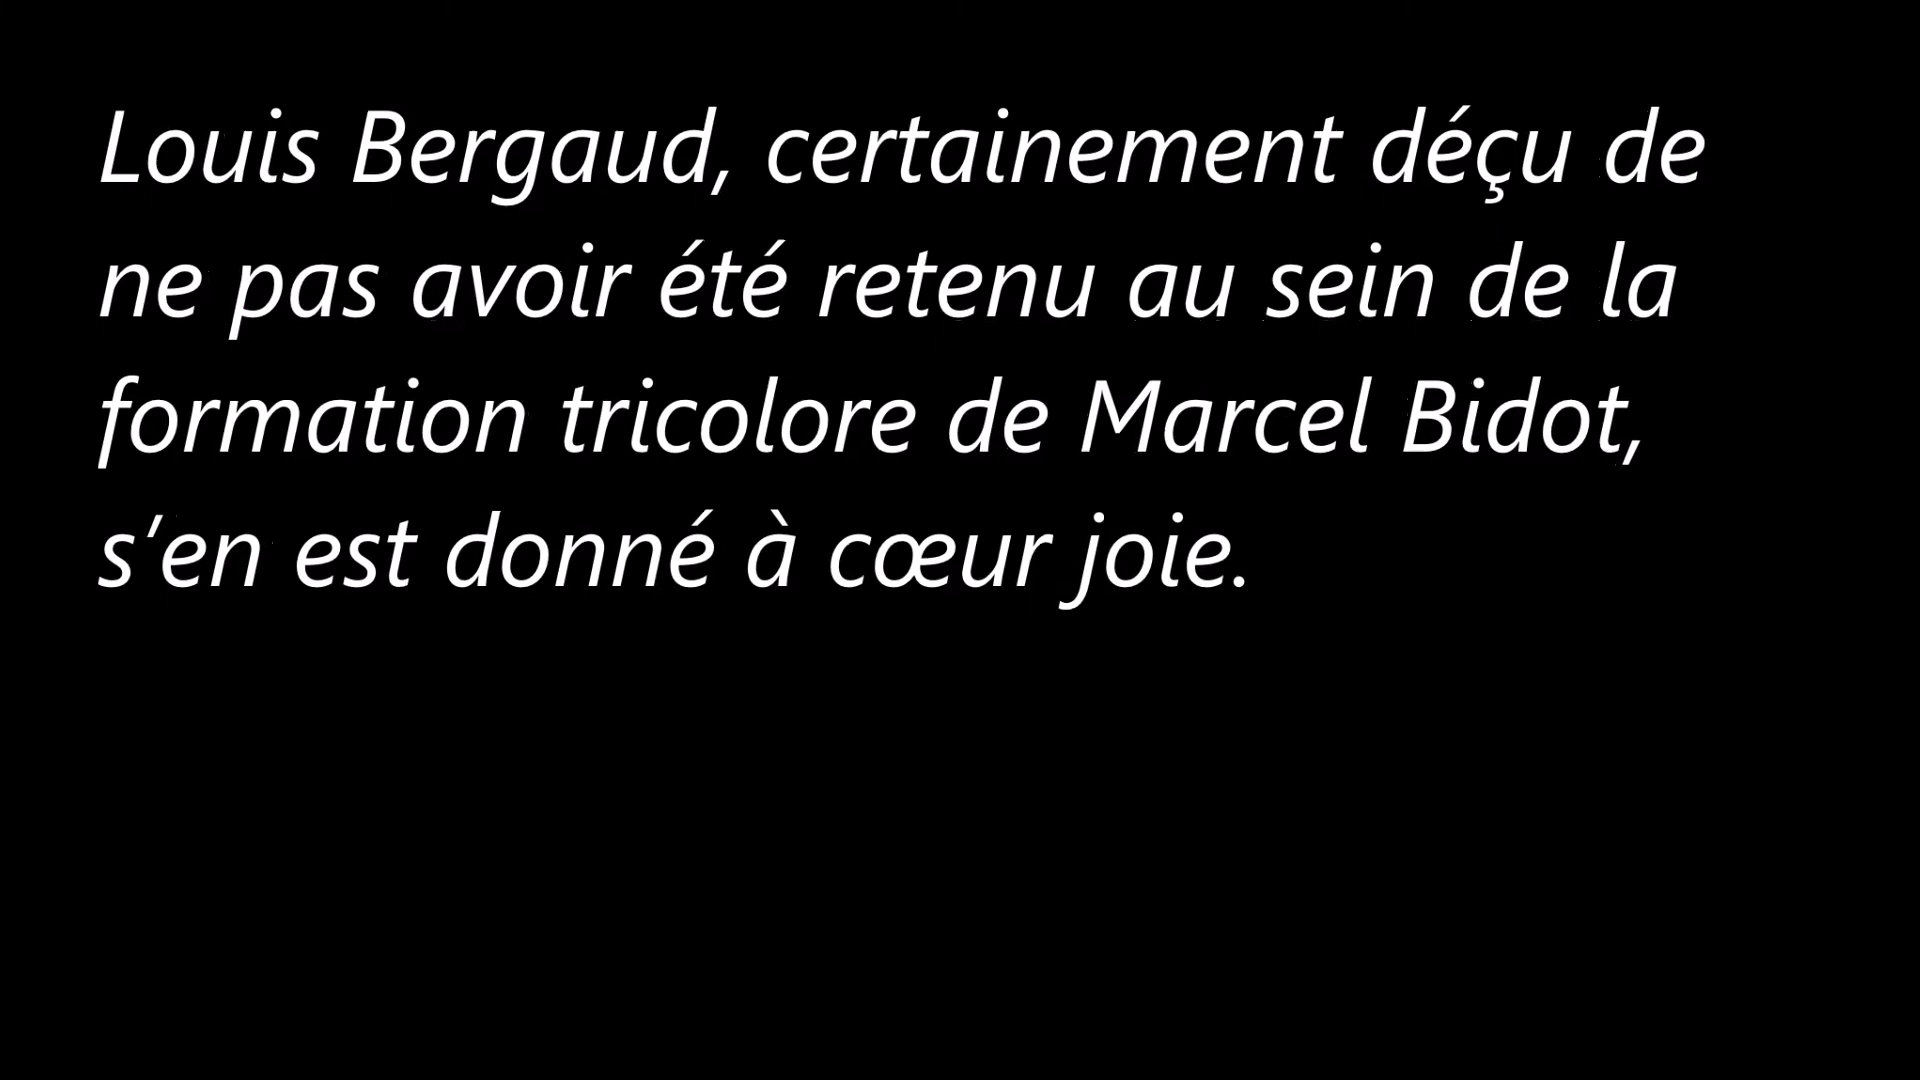 Louis Bergaud, certainement déçu de
ne pas avoir été retenu au sein de la
formation tricolore de Marcel Bidot,
s’en est donné à cœur joie.